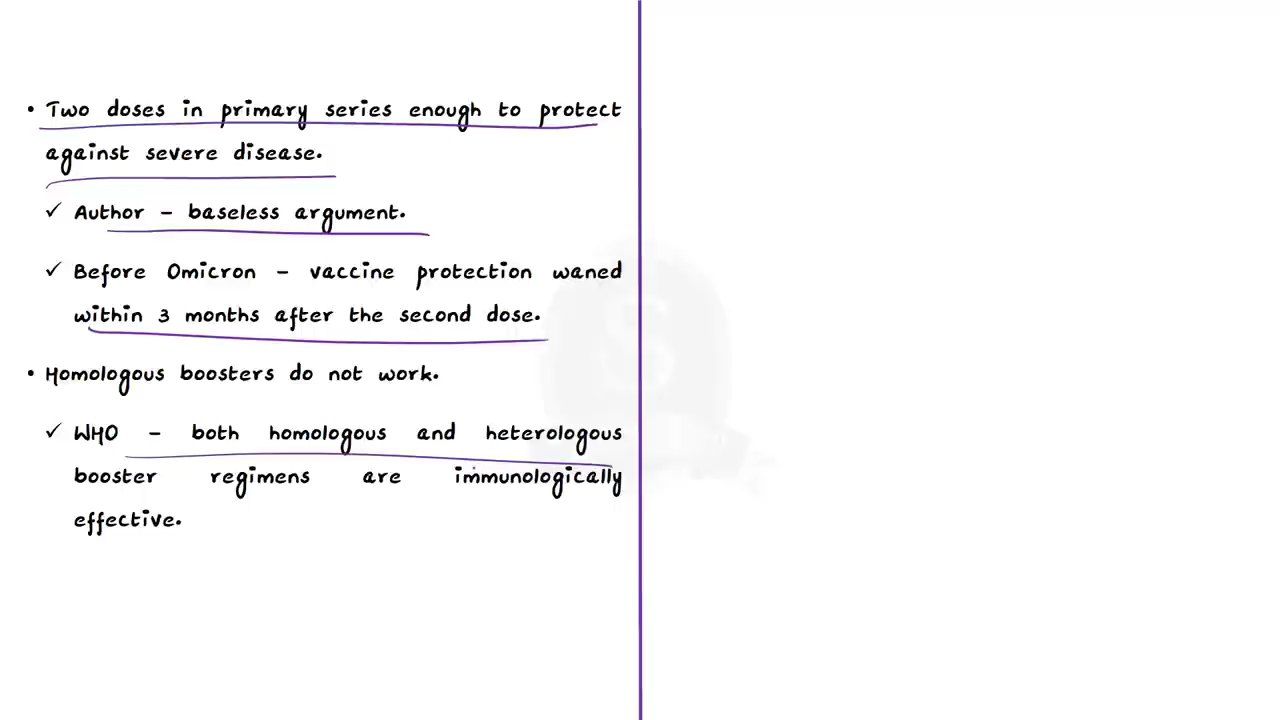 • Two doses in primary series enough to protect
against severe disease.
✓ Author – baseless argument.
✓ Before Omicron – vaccine protection waned
within 3 months after the second dose.
• Homologous boosters do not work.
✓ WHO – both homologous and heterologous
booster regimens are immunologically
effective.